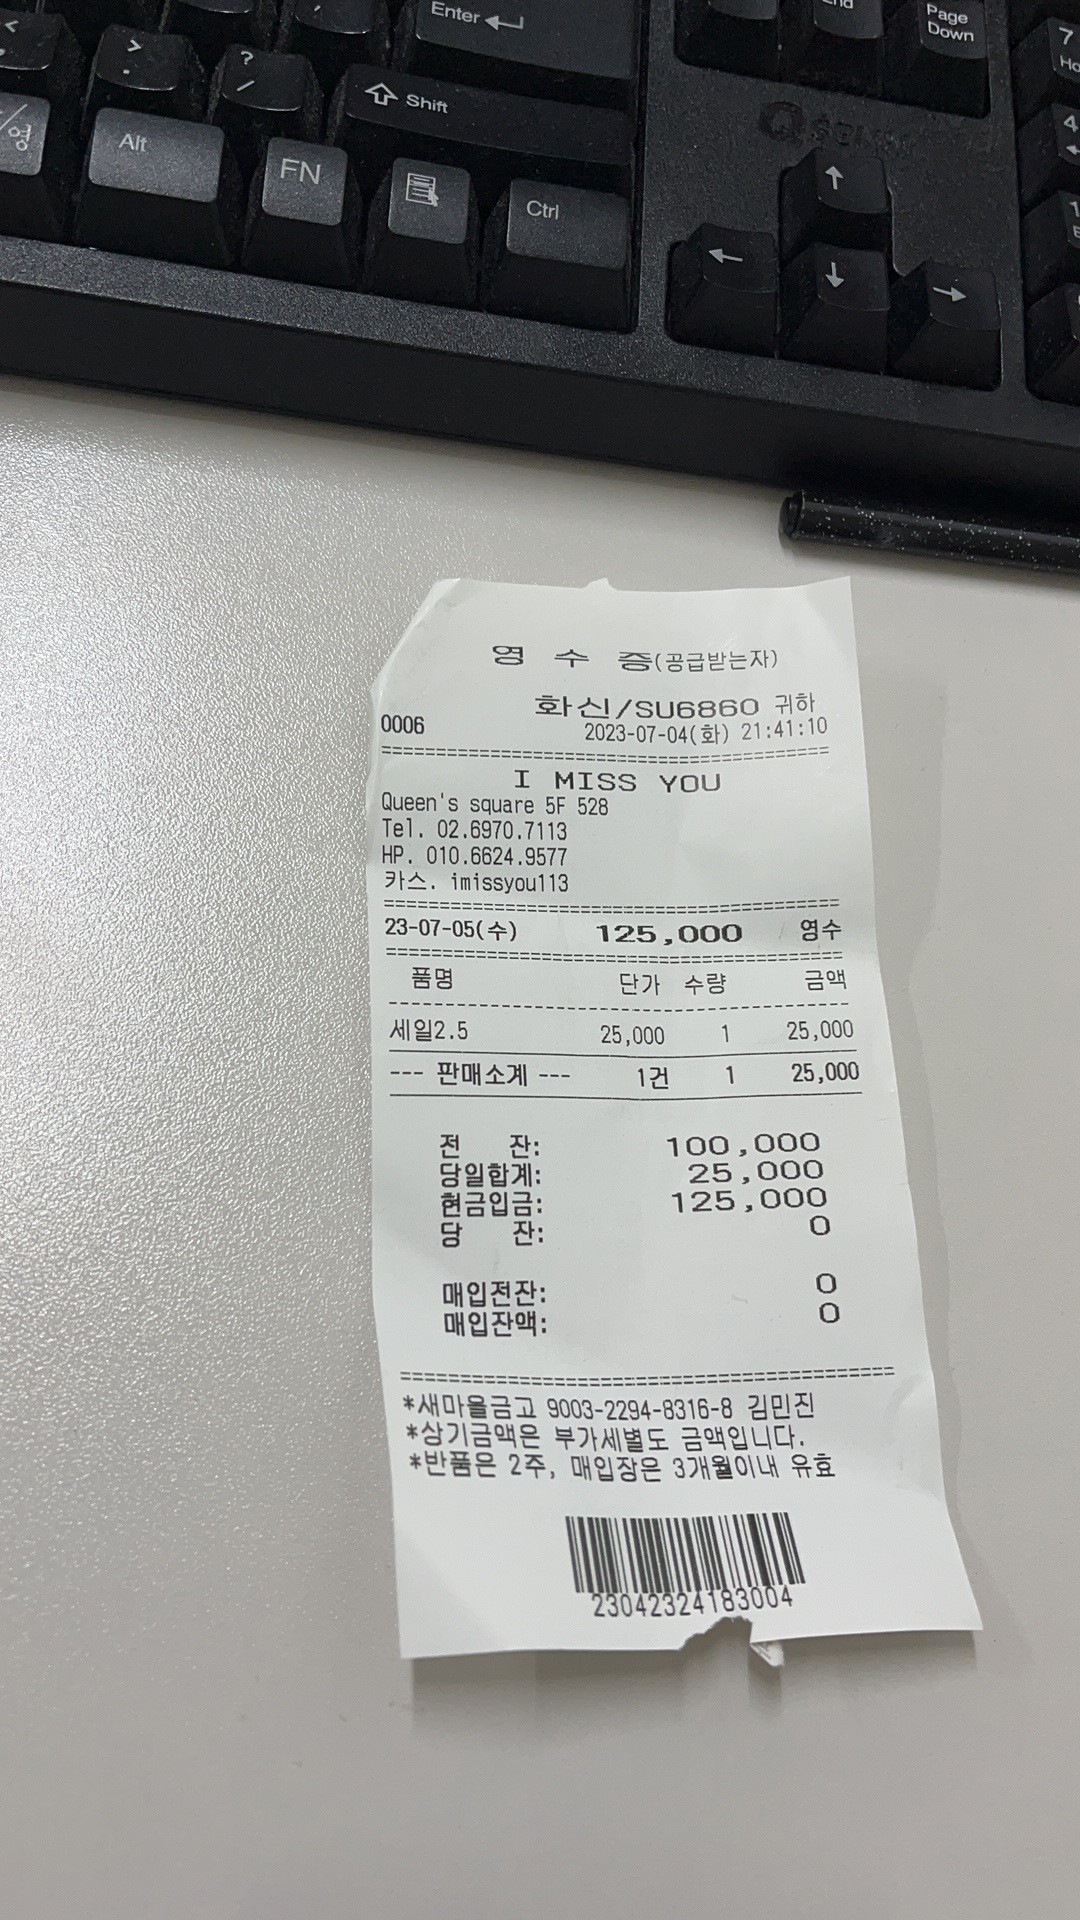 Enter
End
Page
Down
7
Ho
<
,
>
.
?
/
Shift
4
/영
Alt
FN
Ctrl
1
영 수 증(공급받는자)
화신/SU6860 귀하
0006 2023-07-04(화) 21:41:10
=========================================
I MISS YOU
Queen's square 5F 528
Tel. 02.6970.7113
HP. 010.6624.9577
카스. imissyou113
=========================================
23-07-05(수) 125,000 영수
=========================================
품명 단가 수량 금액
-----------------------------------------
세일2.5 25,000 1 25,000
--- 판매소계 --- 1건 1 25,000
전 잔: 100,000
당일합계: 25,000
현금입금: 125,000
당 잔: 0
매입전잔: 0
매입잔액: 0
=========================================
*새마을금고 9003-2294-8316-8 김민진
*상기금액은 부가세별도 금액입니다.
*반품은 2주, 매입장은 3개월이내 유효
23042324183004